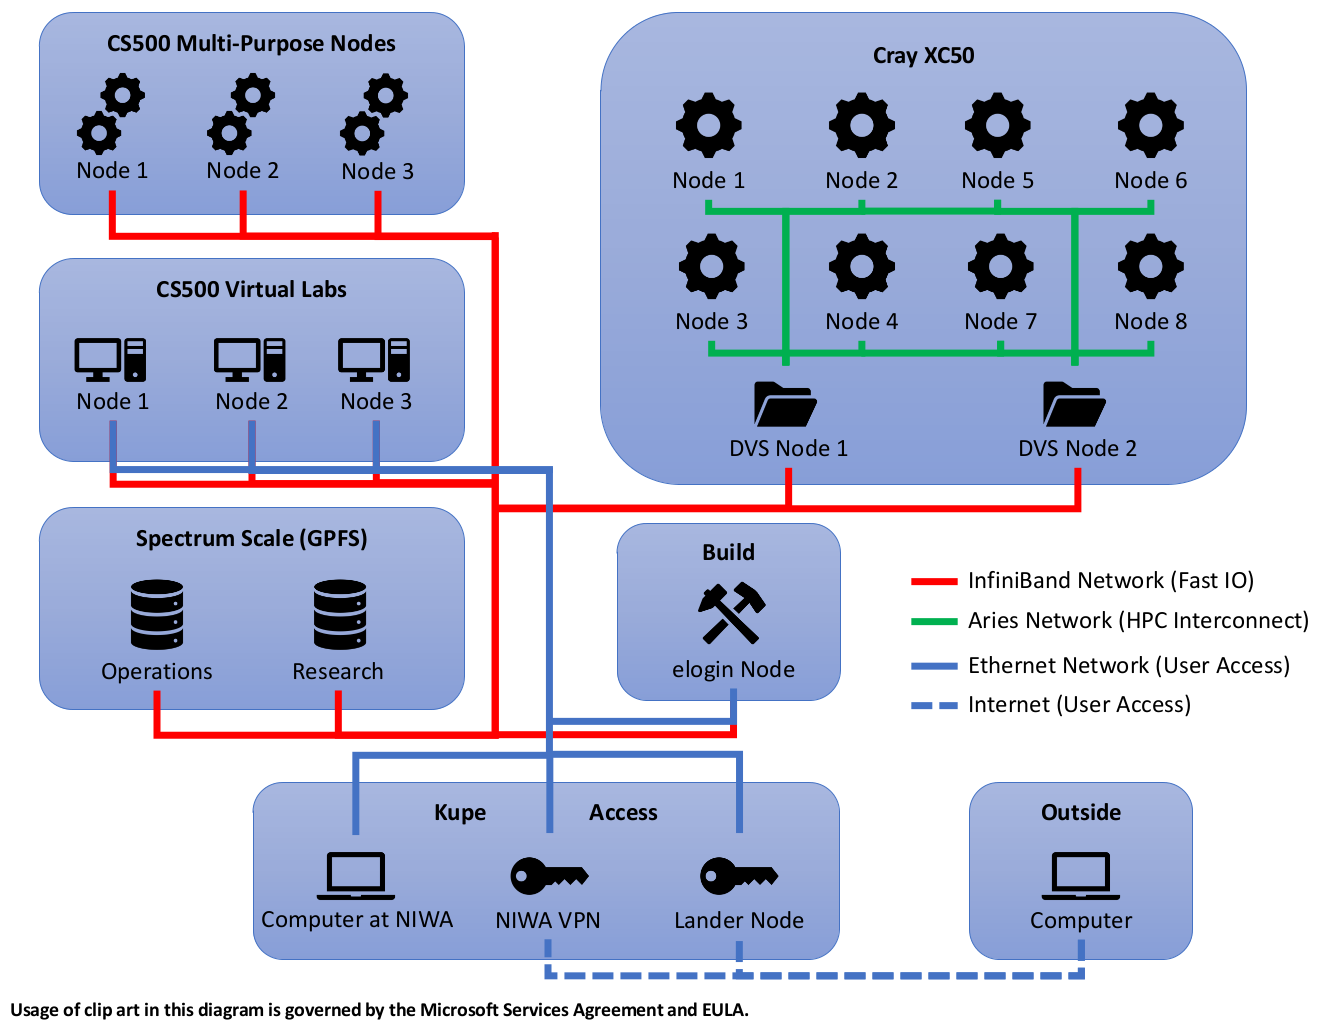 CS500 Multi-Purpose Nodes
Node 1
Node 2
Node 3
Cray XC50
Node 1
Node 2
Node 5
Node 6
Node 3
Node 4
Node 7
Node 8
DVS Node 1
DVS Node 2
CS500 Virtual Labs
Node 1
Node 2
Node 3
Spectrum Scale (GPFS)
Operations
Research
Build
elogin Node
InfiniBand Network (Fast IO)
Aries Network (HPC Interconnect)
Ethernet Network (User Access)
Internet (User Access)
Kupe Access
Computer at NIWA
NIWA VPN
Lander Node
Outside
Computer
Usage of clip art in this diagram is governed by the Microsoft Services Agreement and EULA.